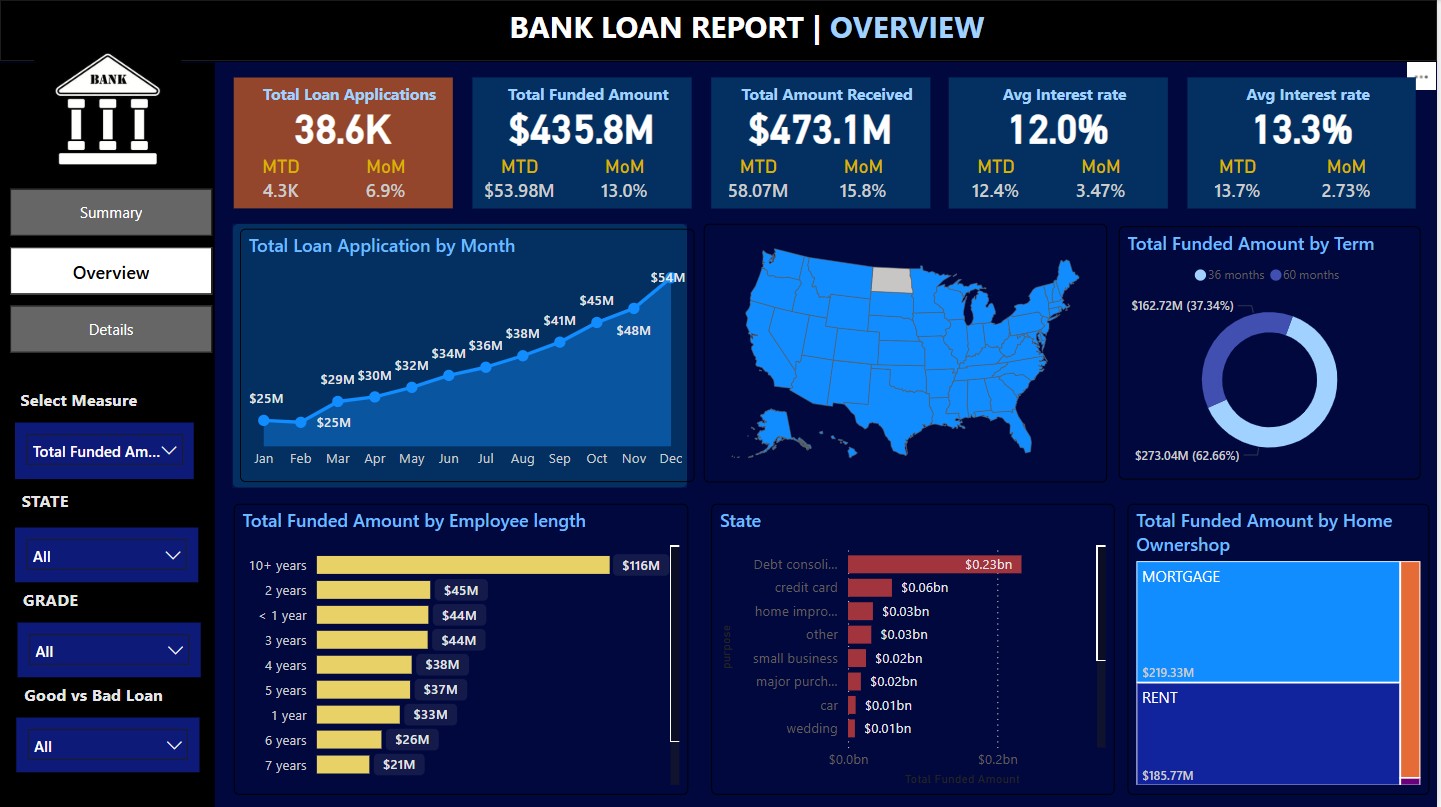 BANK LOAN REPORT | OVERVIEW
BANK
Summary
Overview
Details
Select Measure
Total Funded Am...
STATE
All
GRADE
All
Good vs Bad Loan
All
Total Loan Applications
38.6K
MTD MoM
4.3K 6.9%
Total Funded Amount
$435.8M
MTD MoM
$53.98M 13.0%
Total Amount Received
$473.1M
MTD MoM
58.07M 15.8%
Avg Interest rate
12.0%
MTD MoM
12.4% 3.47%
Avg Interest rate
13.3%
MTD MoM
13.7% 2.73%
...
Total Loan Application by Month
$25M
$25M
$29M
$30M
$32M
$34M
$36M
$38M
$41M
$45M
$48M
$54M
Jan Feb Mar Apr May Jun Jul Aug Sep Oct Nov Dec
Total Funded Amount by Term
36 months 60 months
$162.72M (37.34%)
$273.04M (62.66%)
Total Funded Amount by Employee length
10+ years $116M
2 years $45M
< 1 year $44M
3 years $44M
4 years $38M
5 years $37M
1 year $33M
6 years $26M
7 years $21M
State
purpose
Debt consoli... $0.23bn
credit card $0.06bn
home impro... $0.03bn
other $0.03bn
small business $0.02bn
major purch... $0.02bn
car $0.01bn
wedding $0.01bn
$0.0bn $0.2bn
Total Funded Amount
Total Funded Amount by Home
Ownershop
MORTGAGE
$219.33M
RENT
$185.77M